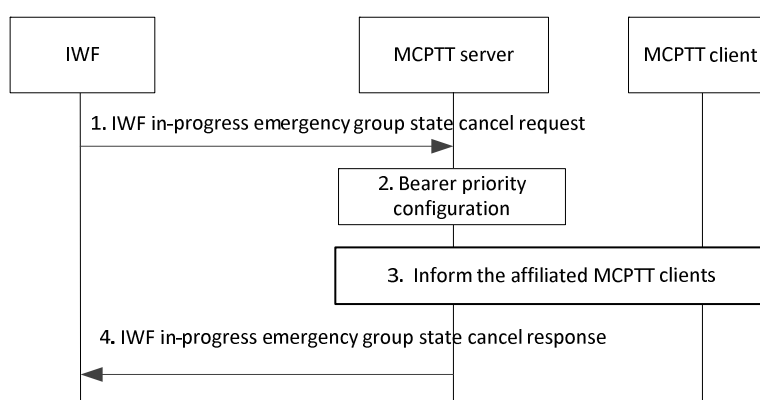 IWF
MCPTT server
MCPTT client
1. IWF in-progress emergency group state cancel request
2. Bearer priority
configuration
3. Inform the affiliated MCPTT clients
4. IWF in-progress emergency group state cancel response